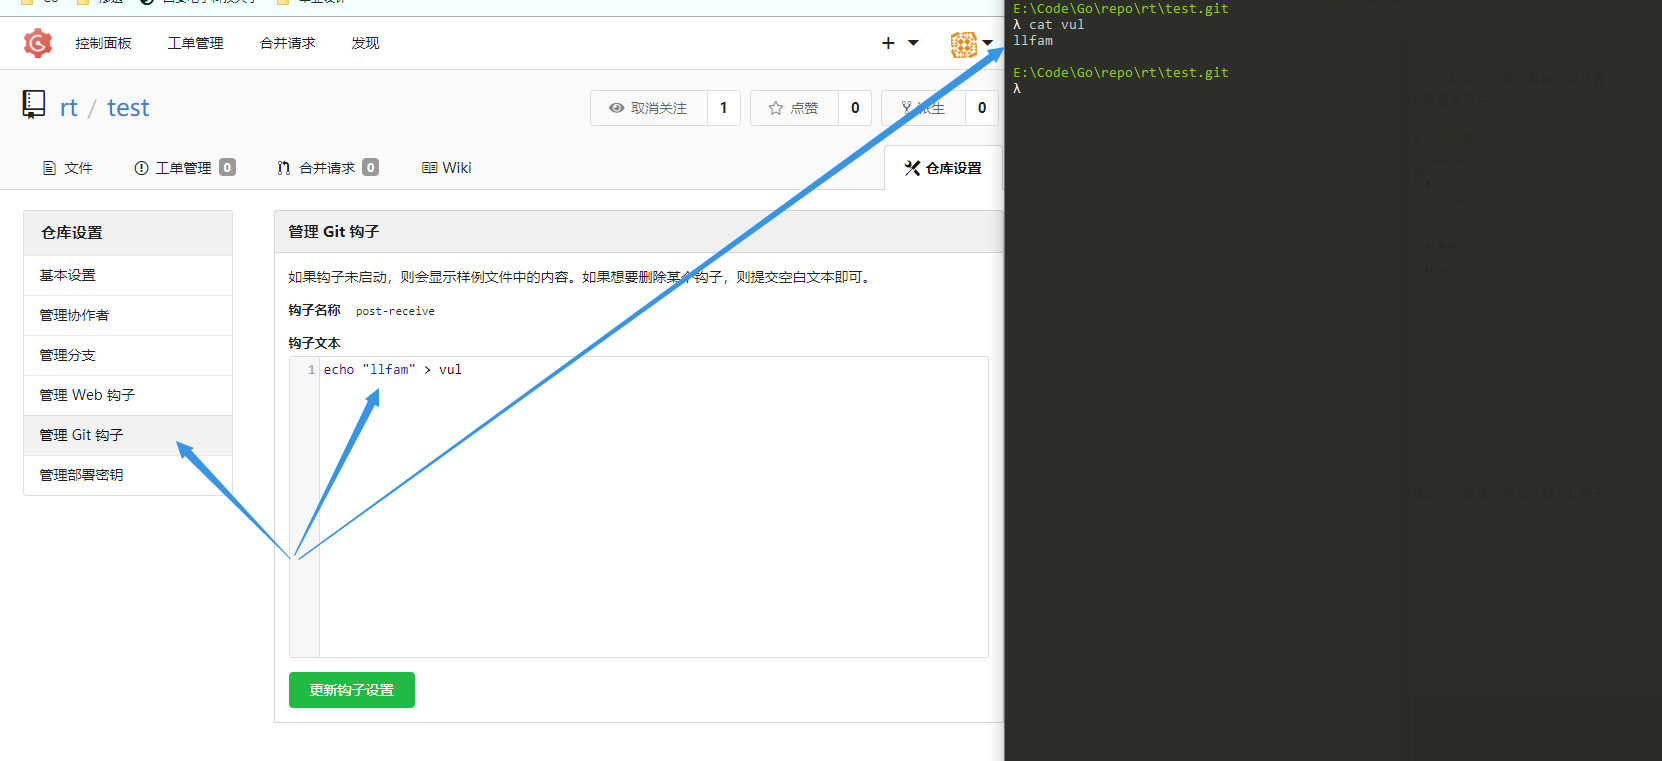 控制面板 工单管理 合并请求 发现
rt / test
取消关注 1 点赞 0 派生 0
文件 工单管理 0 合并请求 0 Wiki 仓库设置
仓库设置
基本设置
管理协作者
管理分支
管理 Web 钩子
管理 Git 钩子
管理部署密钥
管理 Git 钩子
如果钩子未启动，则会显示样例文件中的内容。如果想要删除某个钩子，则提交空白文本即可。
钩子名称 post-receive
钩子文本
1 echo "llfam" > vul
更新钩子设置
E:\Code\Go\repo\rt\test.git
λ cat vul
llfam
E:\Code\Go\repo\rt\test.git
λ